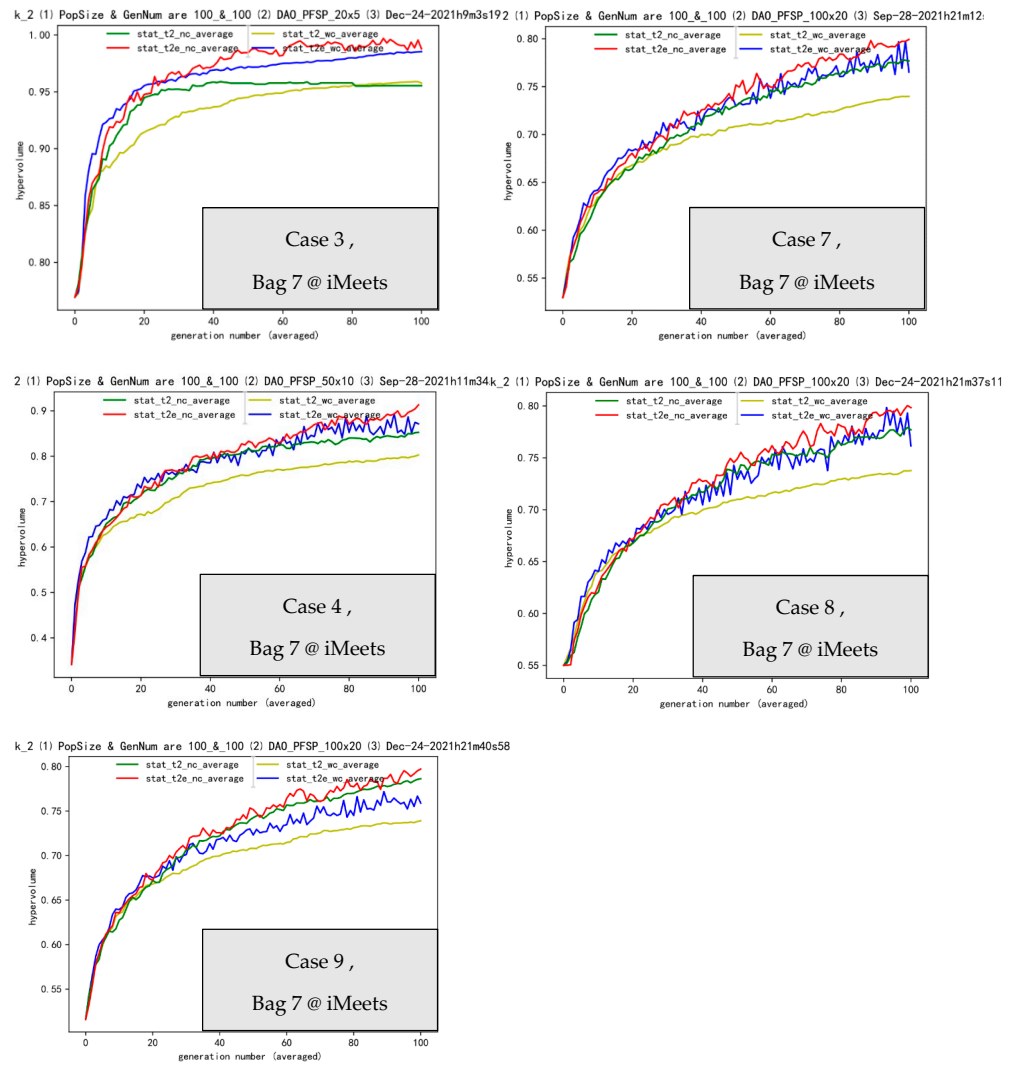 k_2 (1) PopSize & GenNum are 100_&_100 (2) DAO_PFSP_20x5 (3) Dec-24-2021h9m3s19
stat_t2_nc_average
stat_t2_wc_average
stat_t2e_nc_average
stat_t2e_wc_average
1.00
0.95
0.90
0.85
0.80
hypervolume
0
20
40
60
80
100
generation number (averaged)
Case 3 ,
Bag 7 @ iMeets
2 (1) PopSize & GenNum are 100_&_100 (2) DAO_PFSP_100x20 (3) Sep-28-2021h21m12
stat_t2_nc_average
stat_t2_wc_average
stat_t2e_nc_average
stat_t2e_wc_average
0.80
0.75
0.70
0.65
0.60
0.55
hypervolume
0
20
40
60
80
100
generation number (averaged)
Case 7 ,
Bag 7 @ iMeets
2 (1) PopSize & GenNum are 100_&_100 (2) DAO_PFSP_50x10 (3) Sep-28-2021h11m34
stat_t2_nc_average
stat_t2_wc_average
stat_t2e_nc_average
stat_t2e_wc_average
0.9
0.8
0.7
0.6
0.5
0.4
hypervolume
0
20
40
60
80
100
generation number (averaged)
Case 4 ,
Bag 7 @ iMeets
k_2 (1) PopSize & GenNum are 100_&_100 (2) DAO_PFSP_100x20 (3) Dec-24-2021h21m37s11
stat_t2_nc_average
stat_t2_wc_average
stat_t2e_nc_average
stat_t2e_wc_average
0.80
0.75
0.70
0.65
0.60
0.55
hypervolume
0
20
40
60
80
100
generation number (averaged)
Case 8 ,
Bag 7 @ iMeets
k_2 (1) PopSize & GenNum are 100_&_100 (2) DAO_PFSP_100x20 (3) Dec-24-2021h21m40s58
stat_t2_nc_average
stat_t2_wc_average
stat_t2e_nc_average
stat_t2e_wc_average
0.80
0.75
0.70
0.65
0.60
0.55
hypervolume
0
20
40
60
80
100
generation number (averaged)
Case 9 ,
Bag 7 @ iMeets